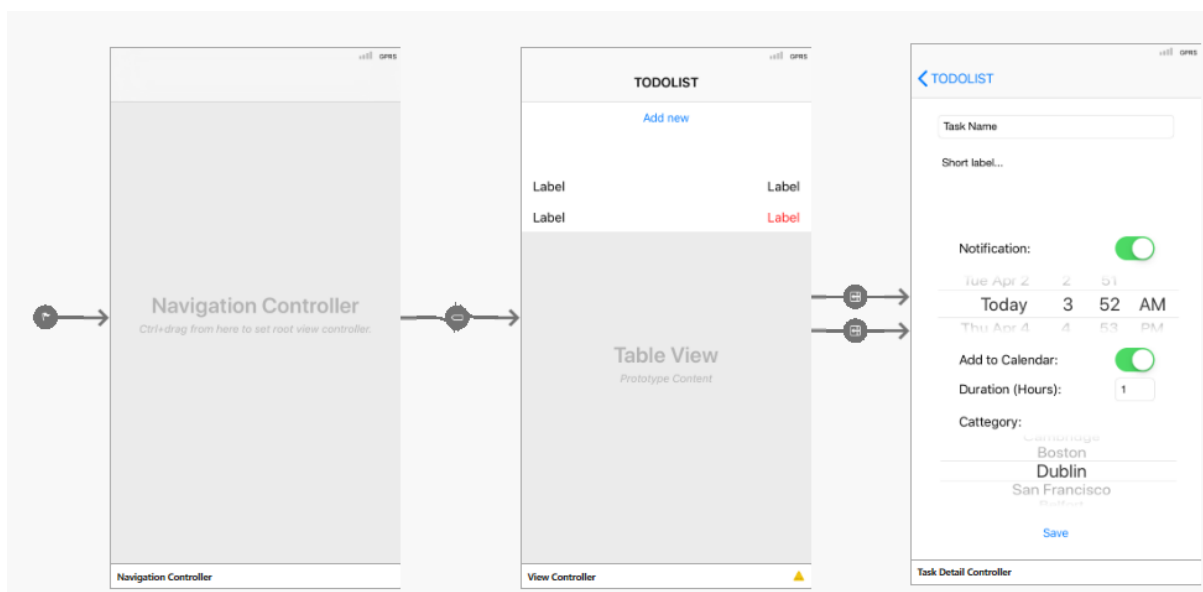 GPRS
Navigation Controller
Ctrl+drag from here to set root view controller.
Navigation Controller
GPRS
TODOLIST
Add new
Label Label
Label Label
Table View
Prototype Content
View Controller
GPRS
TODOLIST
Task Name
Short label...
Notification:
Tue Apr 2 2 51
Today 3 52 AM
Thu Apr 4 4 53 PM
Add to Calendar:
Duration (Hours): 1
Cattegory:
Cambridge
Boston
Dublin
San Francisco
Belfast
Save
Task Detail Controller